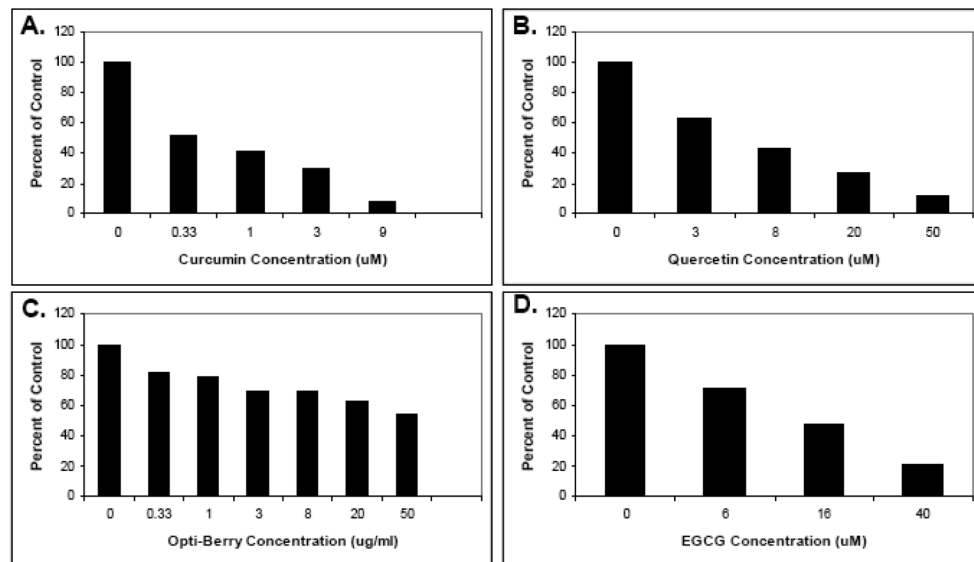 A.
120
100
80
60
40
20
0
Percent of Control
0 0.33 1 3 9
Curcumin Concentration (uM)
B.
120
100
80
60
40
20
0
Percent of Control
0 3 8 20 50
Quercetin Concentration (uM)
C.
120
100
80
60
40
20
0
Percent of Control
0 0.33 1 3 8 20 50
Opti-Berry Concentration (ug/ml)
D.
120
100
80
60
40
20
0
Percent of Control
0 6 16 40
EGCG Concentration (uM)